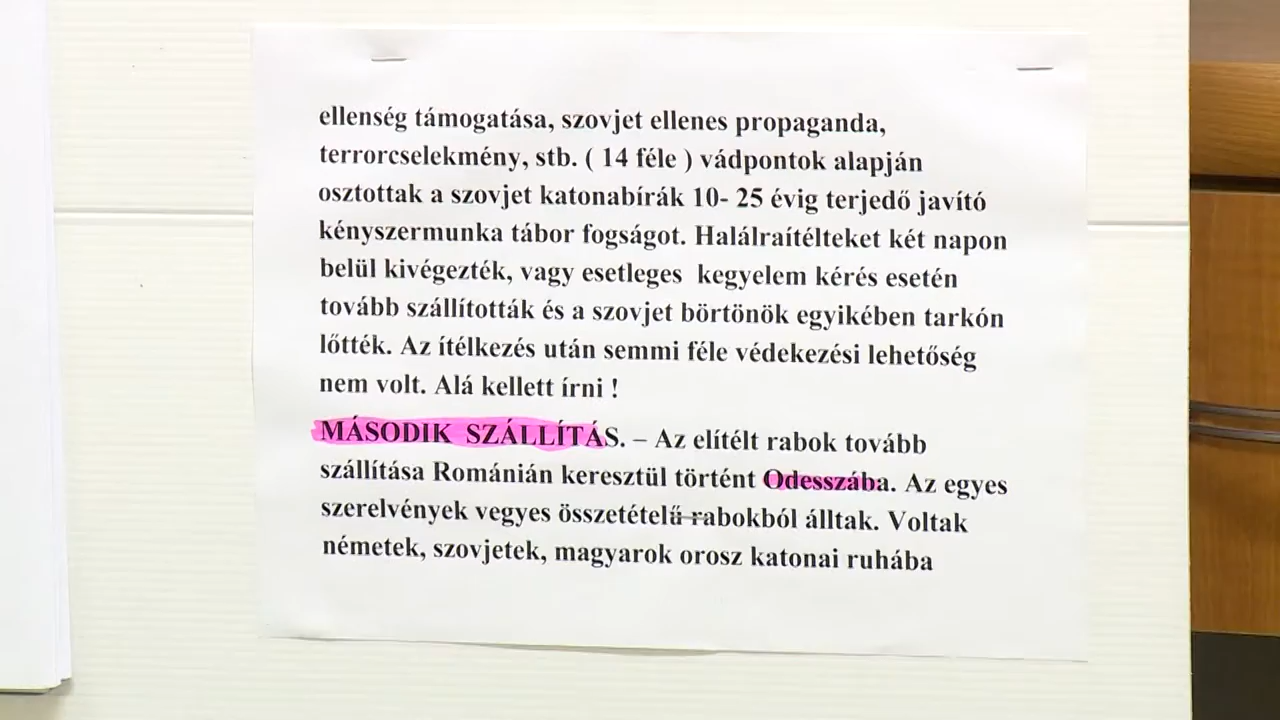 ellenség támogatása, szovjet ellenes propaganda,
terrorcselekmény, stb. ( 14 féle ) vádpontok alapján
osztottak a szovjet katonabírák 10- 25 évig terjedő javító
kényszermunka tábor fogságot. Halálraítélteket két napon
belül kivégezték, vagy esetleges kegyelem kérés esetén
tovább szállították és a szovjet börtönök egyikében tarkón
lőtték. Az ítélkezés után semmi féle védekezési lehetőség
nem volt. Alá kellett írni !
MÁSODIK SZÁLLÍTÁS. – Az elítélt rabok tovább
szállítása Románián keresztül történt Odesszába. Az egyes
szerelvények vegyes összetételű rabokból álltak. Voltak
németek, szovjetek, magyarok orosz katonai ruhába